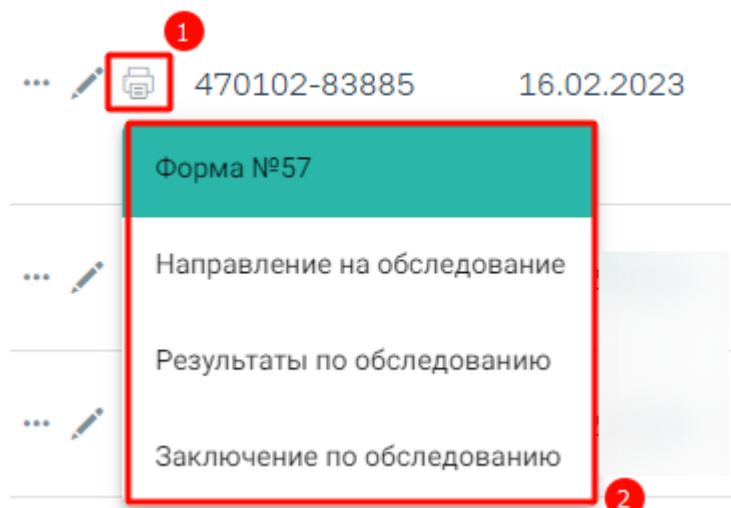 1
470102-83885 16.02.2023
Форма №57
Направление на обследование
Результаты по обследованию
Заключение по обследованию
2